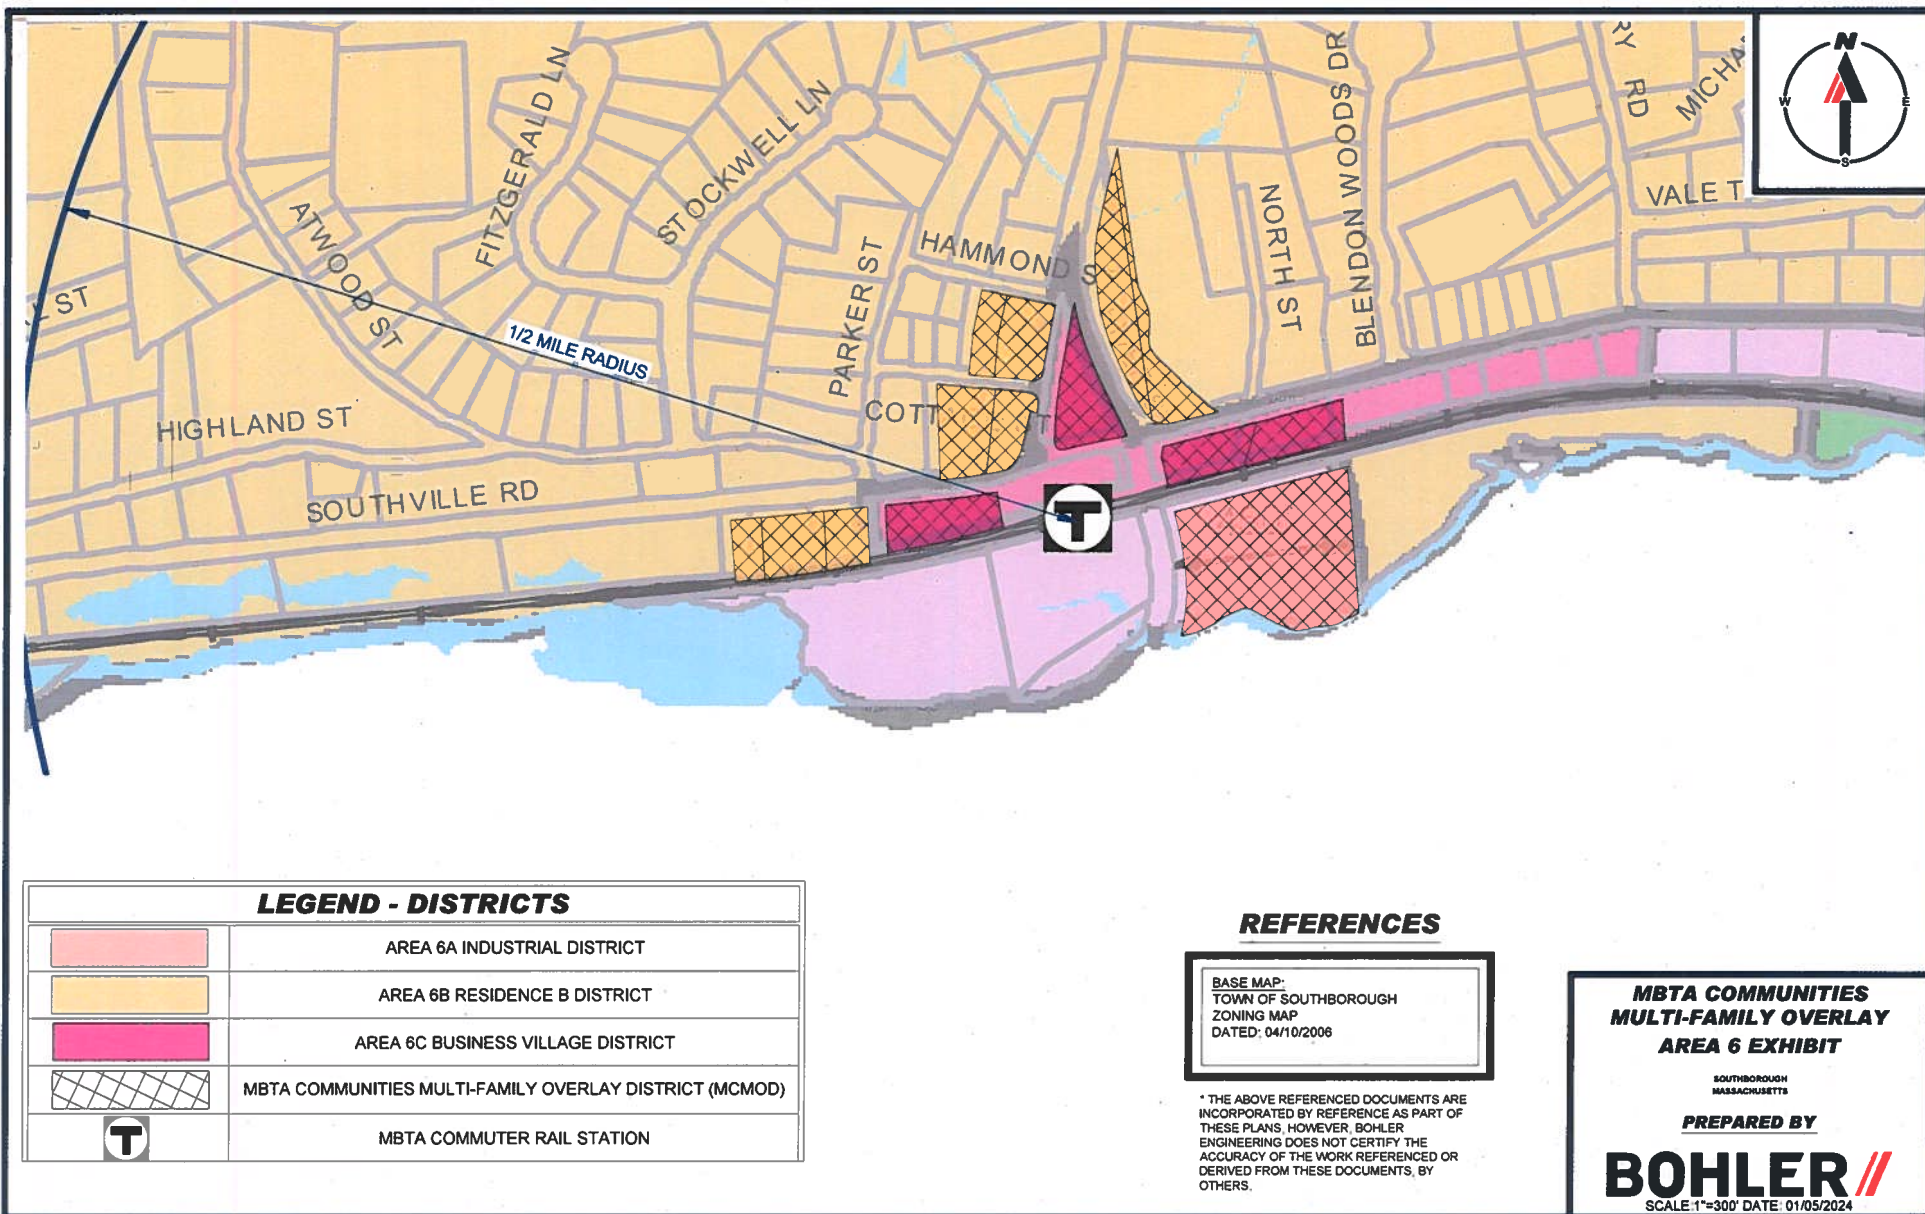 N
W
E
S
RY RD
MICHA
VALE T
FITZGERALD LN
STOCKWELL LN
BLENDON WOODS DR
NORTH ST
ATWOOD ST
HAMMOND S
PARKER ST
ST
1/2 MILE RADIUS
HIGHLAND ST
COTT
T
SOUTHVILLE RD
T
LEGEND - DISTRICTS
AREA 6A INDUSTRIAL DISTRICT
AREA 6B RESIDENCE B DISTRICT
AREA 6C BUSINESS VILLAGE DISTRICT
MBTA COMMUNITIES MULTI-FAMILY OVERLAY DISTRICT (MCMOD)
T
MBTA COMMUTER RAIL STATION
REFERENCES
BASE MAP:
TOWN OF SOUTHBOROUGH
ZONING MAP
DATED: 04/10/2006
* THE ABOVE REFERENCED DOCUMENTS ARE
INCORPORATED BY REFERENCE AS PART OF
THESE PLANS, HOWEVER, BOHLER
ENGINEERING DOES NOT CERTIFY THE
ACCURACY OF THE WORK REFERENCED OR
DERIVED FROM THESE DOCUMENTS, BY
OTHERS.
MBTA COMMUNITIES
MULTI-FAMILY OVERLAY
AREA 6 EXHIBIT
SOUTHBOROUGH
MASSACHUSETTS
PREPARED BY
BOHLER//
SCALE:1"=300' DATE: 01/05/2024